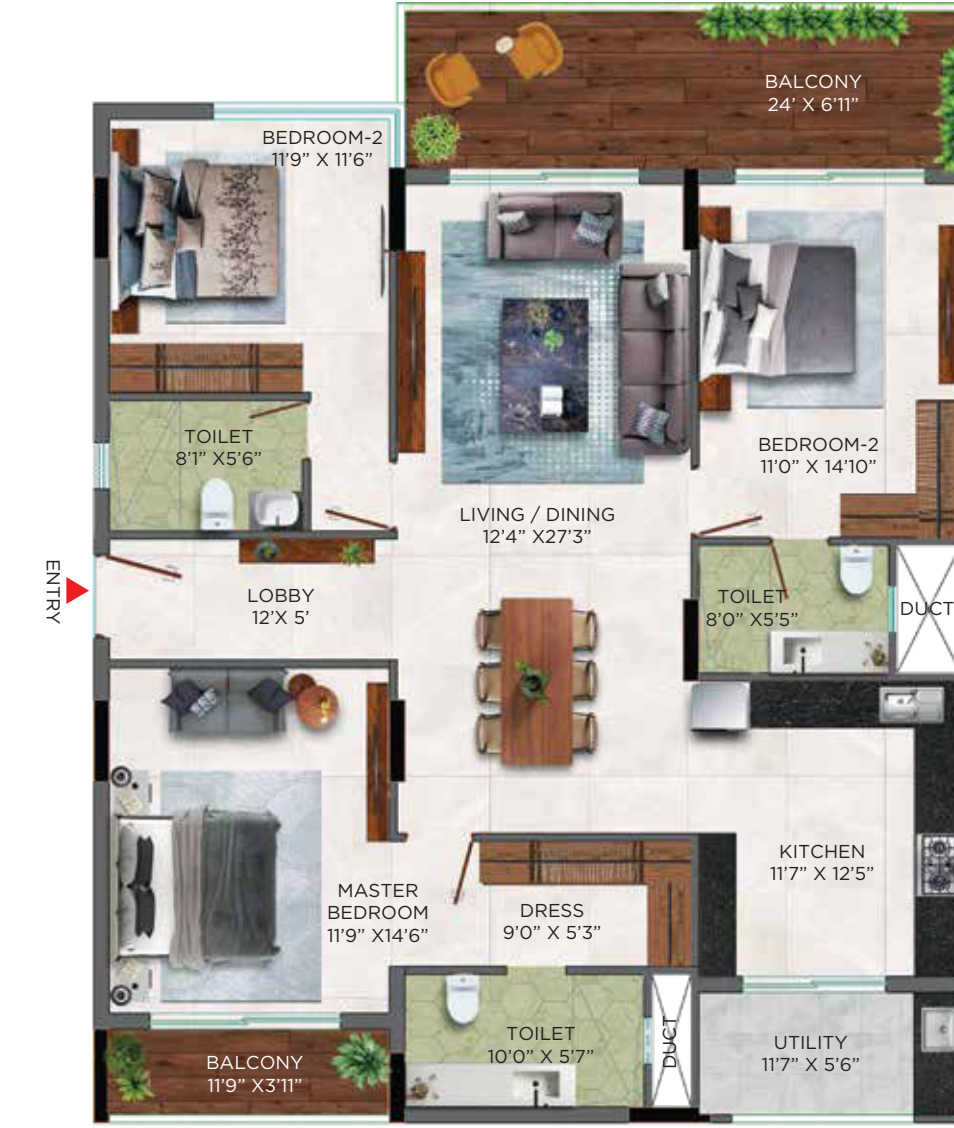 BALCONY
24' X 6'11”
BEDROOM-2
11'9” X 11'6”
TOILET
8'1” X5'6”
BEDROOM-2
11'0” X 14'10”
LIVING / DINING
12'4” X27'3”
ENTRY
LOBBY
12'X 5'
TOILET
8'0” X5'5”
DUCT
KITCHEN
11'7” X 12'5”
MASTER
BEDROOM
11'9” X14'6”
DRESS
9'0” X 5'3”
TOILET
10'0” X 5'7”
DUCT
UTILITY
11'7” X 5'6”
BALCONY
11'9” X3'11”